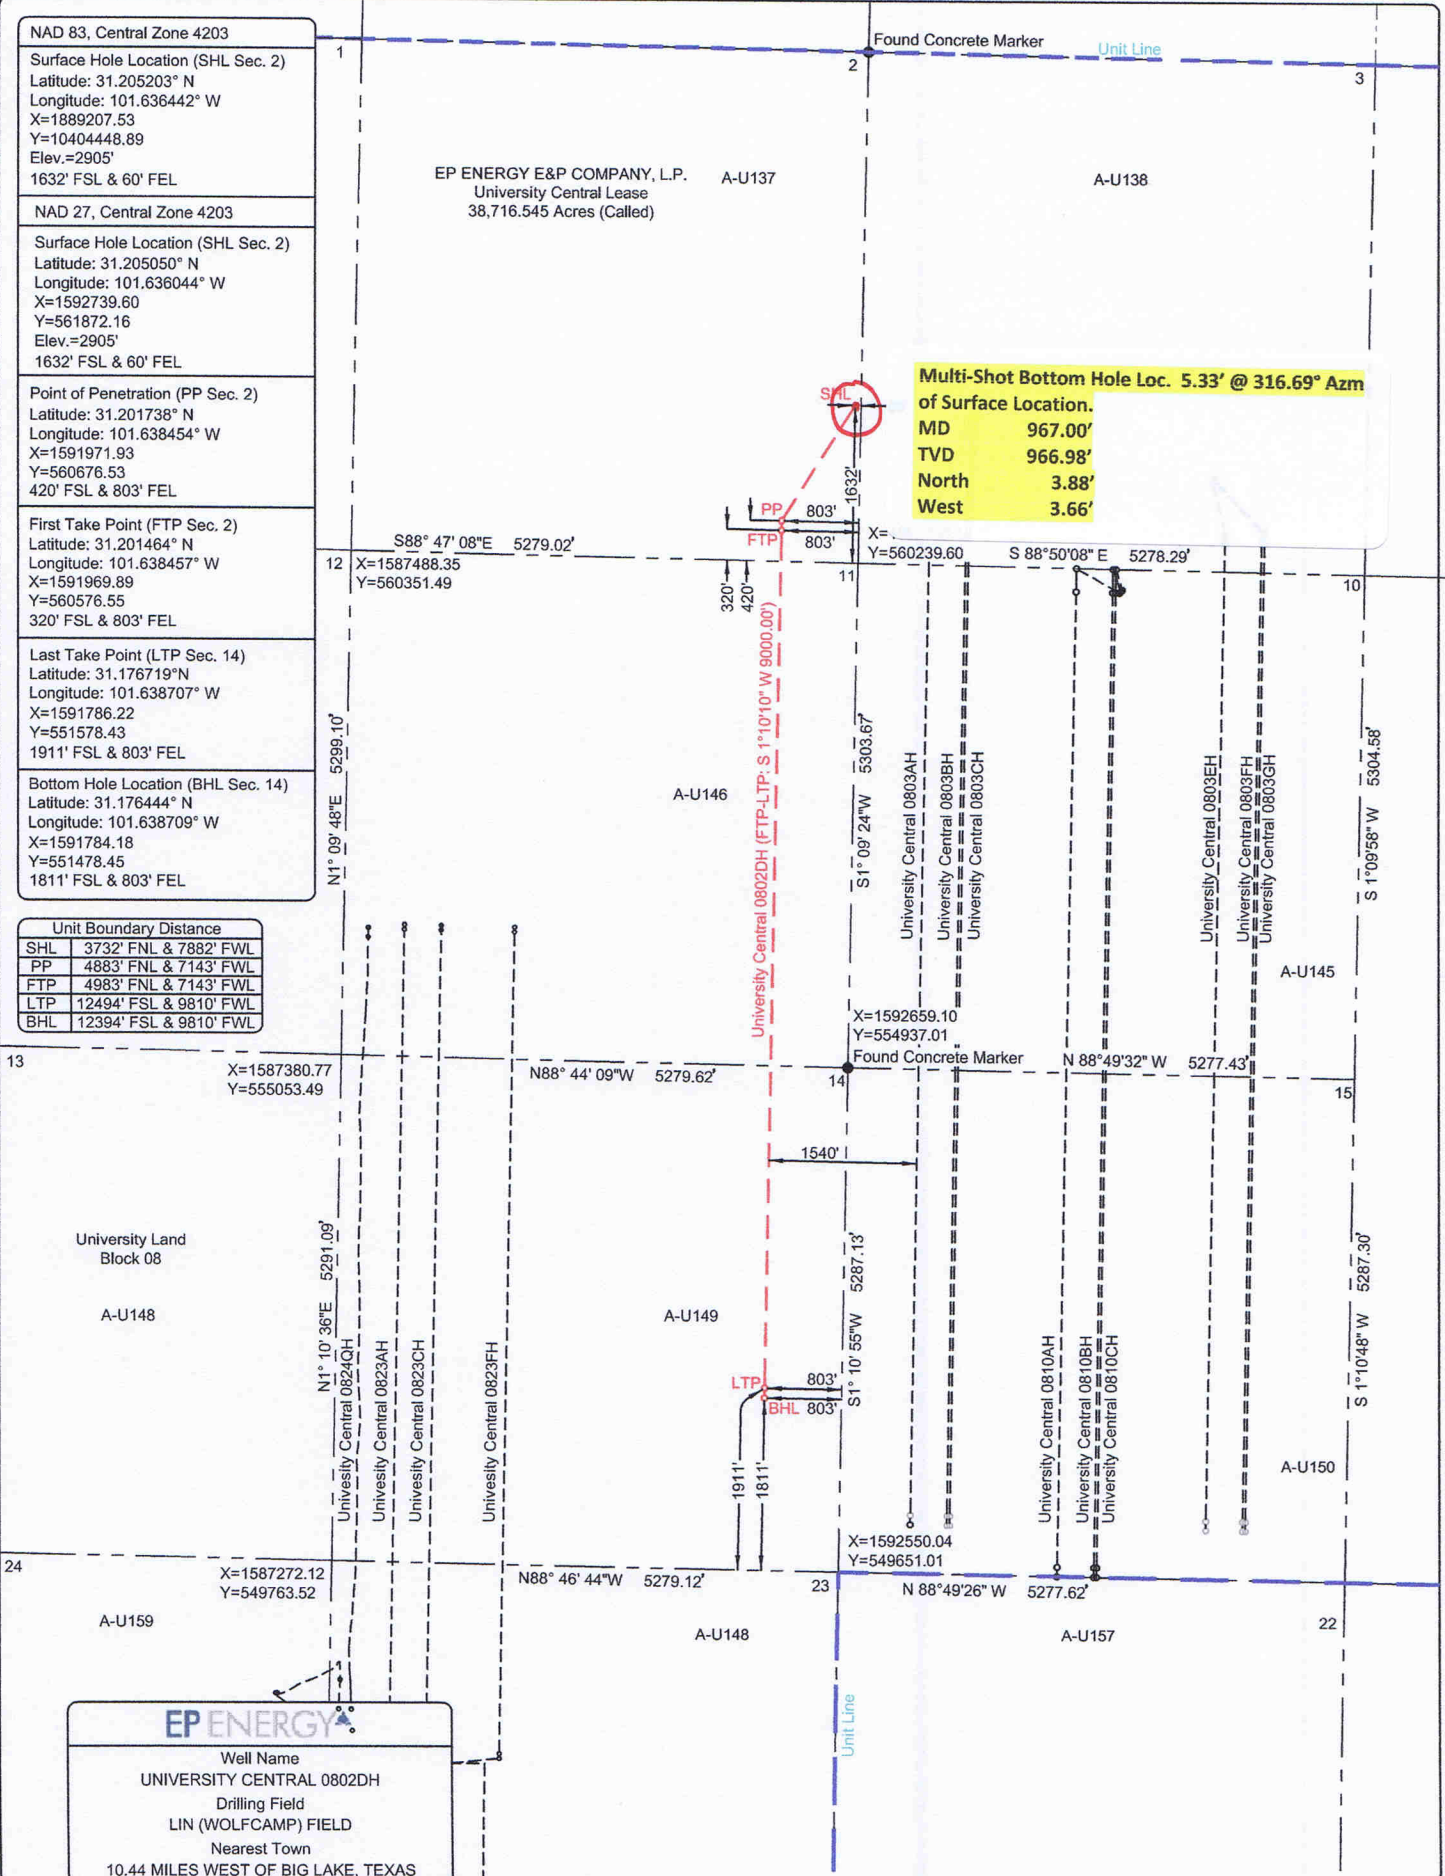 NAD 83, Central Zone 4203
Surface Hole Location (SHL Sec. 2)
Latitude: 31.205203° N
Longitude: 101.636442° W
X=1889207.53
Y=10404448.89
Elev.=2905'
1632' FSL & 60' FEL
NAD 27, Central Zone 4203
Surface Hole Location (SHL Sec. 2)
Latitude: 31.205050° N
Longitude: 101.636044° W
X=1592739.60
Y=561872.16
Elev.=2905'
1632' FSL & 60' FEL
Point of Penetration (PP Sec. 2)
Latitude: 31.201738° N
Longitude: 101.638454° W
X=1591971.93
Y=560676.53
420' FSL & 803' FEL
First Take Point (FTP Sec. 2)
Latitude: 31.201464° N
Longitude: 101.638457° W
X=1591969.89
Y=560576.55
320' FSL & 803' FEL
Last Take Point (LTP Sec. 14)
Latitude: 31.176719°N
Longitude: 101.638707° W
X=1591786.22
Y=551578.43
1911' FSL & 803' FEL
Bottom Hole Location (BHL Sec. 14)
Latitude: 31.176444° N
Longitude: 101.638709° W
X=1591784.18
Y=551478.45
1811' FSL & 803' FEL
Unit Boundary Distance
SHL 3732' FNL & 7882' FWL
PP 4883' FNL & 7143' FWL
FTP 4983' FNL & 7143' FWL
LTP 12494' FSL & 9810' FWL
BHL 12394' FSL & 9810' FWL
1
2
Found Concrete Marker
Unit Line
3
EP ENERGY E&P COMPANY, L.P.
University Central Lease
38,716.545 Acres (Called)
A-U137
A-U138
SHL
Multi-Shot Bottom Hole Loc. 5.33' @ 316.69° Azm
of Surface Location.
MD 967.00'
TVD 966.98'
North 3.88'
West 3.66'
1632'
PP
803'
FTP
803'
X=
Y=560239.60
S88° 47' 08"E 5279.02'
S 88°50'08" E 5278.29'
12
X=1587488.35
Y=560351.49
320'
420'
11
10
N1° 09' 48"E 5299.10'
A-U146
University Central 0802DH (FTP-LTP: S 1°10'10" W 9000.00')
S1° 09' 24"W 5303.67'
University Central 0803AH
University Central 0803BH
University Central 0803CH
University Central 0803EH
University Central 0803FH
University Central 0803GH
S 1°09'58" W 5304.58'
A-U145
X=1592659.10
Y=554937.01
Found Concrete Marker
13
X=1587380.77
Y=555053.49
N88° 44' 09"W 5279.62'
14
N 88°49'32" W 5277.43'
15
1540'
University Land
Block 08
A-U148
N1° 10' 36"E 5291.09'
Univesity Central 0824QH
Univesity Central 0823AH
Univesity Central 0823CH
Univesity Central 0823FH
A-U149
S1° 10' 55"W 5287.13'
University Central 0810AH
University Central 0810BH
University Central 0810CH
S 1°10'48" W 5287.30'
LTP
803'
BHL
803'
1911'
1811'
A-U150
X=1592550.04
Y=549651.01
24
X=1587272.12
Y=549763.52
N88° 46' 44"W 5279.12'
23
N 88°49'26" W 5277.62'
22
A-U159
A-U148
A-U157
Unit Line
EP ENERGY
Well Name
UNIVERSITY CENTRAL 0802DH
Drilling Field
LIN (WOLFCAMP) FIELD
Nearest Town
10.44 MILES WEST OF BIG LAKE, TEXAS